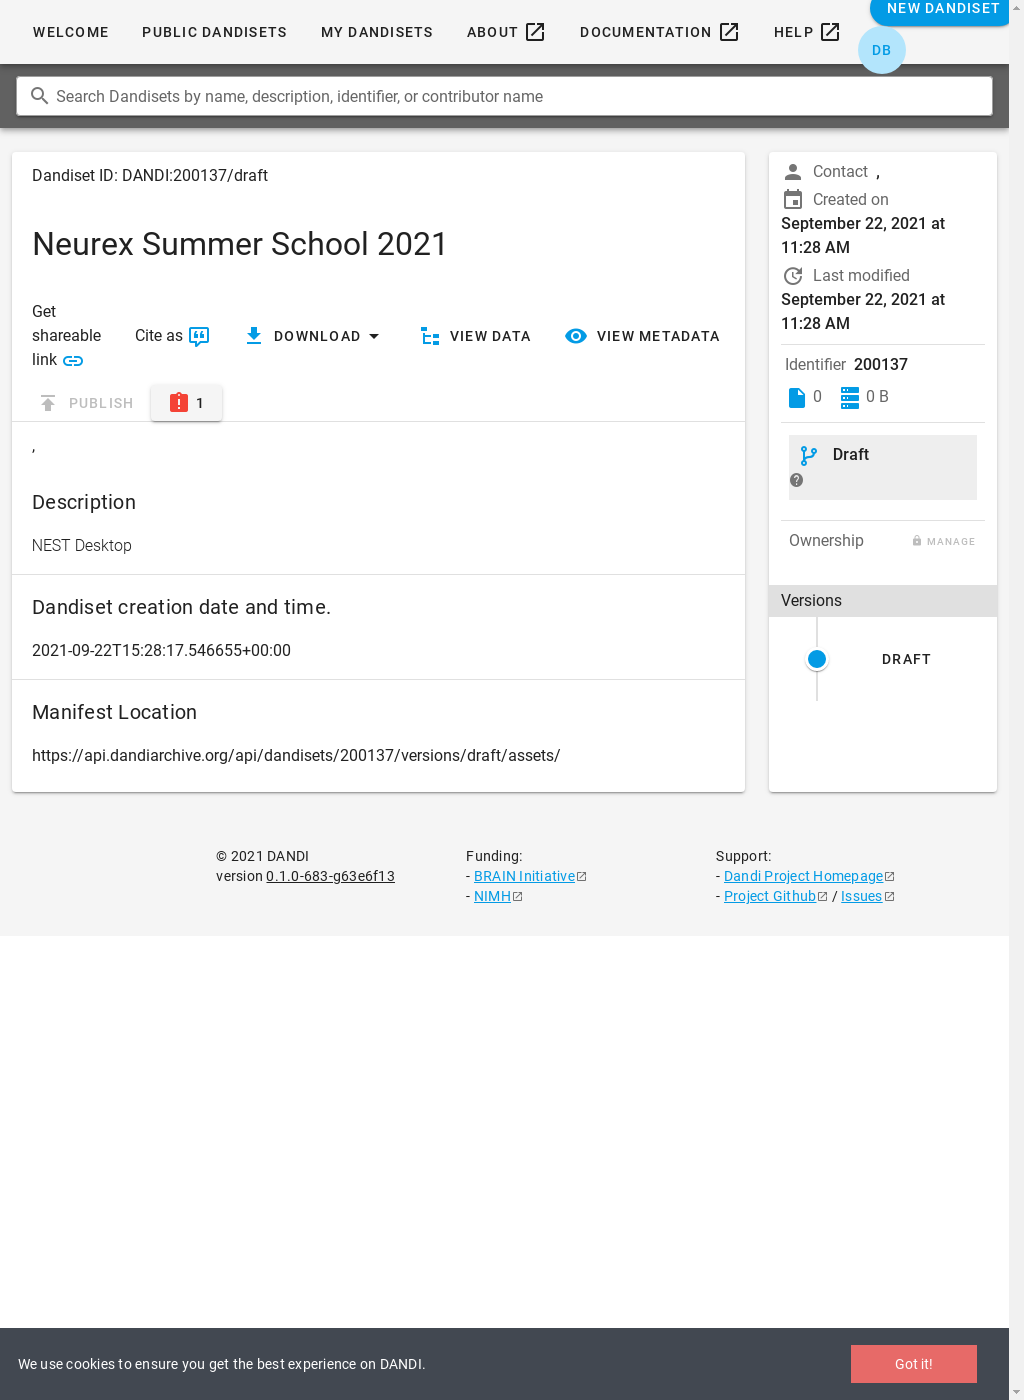 WELCOME PUBLIC DANDISETS MY DANDISETS ABOUT DOCUMENTATION HELP NEW DANDISET
DB
Search Dandisets by name, description, identifier, or contributor name
Dandiset ID: DANDI:200137/draft
Neurex Summer School 2021
Get
shareable
link
Cite as
DOWNLOAD
VIEW DATA
VIEW METADATA
PUBLISH
1
,
Description
NEST Desktop
Dandiset creation date and time.
2021-09-22T15:28:17.546655+00:00
Manifest Location
https://api.dandiarchive.org/api/dandisets/200137/versions/draft/assets/
Contact ,
Created on
September 22, 2021 at
11:28 AM
Last modified
September 22, 2021 at
11:28 AM
Identifier 200137
0 0 B
Draft
Ownership MANAGE
Versions
DRAFT
© 2021 DANDI
version 0.1.0-683-g63e6f13
Funding:
- BRAIN Initiative
- NIMH
Support:
- Dandi Project Homepage
- Project Github / Issues
We use cookies to ensure you get the best experience on DANDI.
Got it!